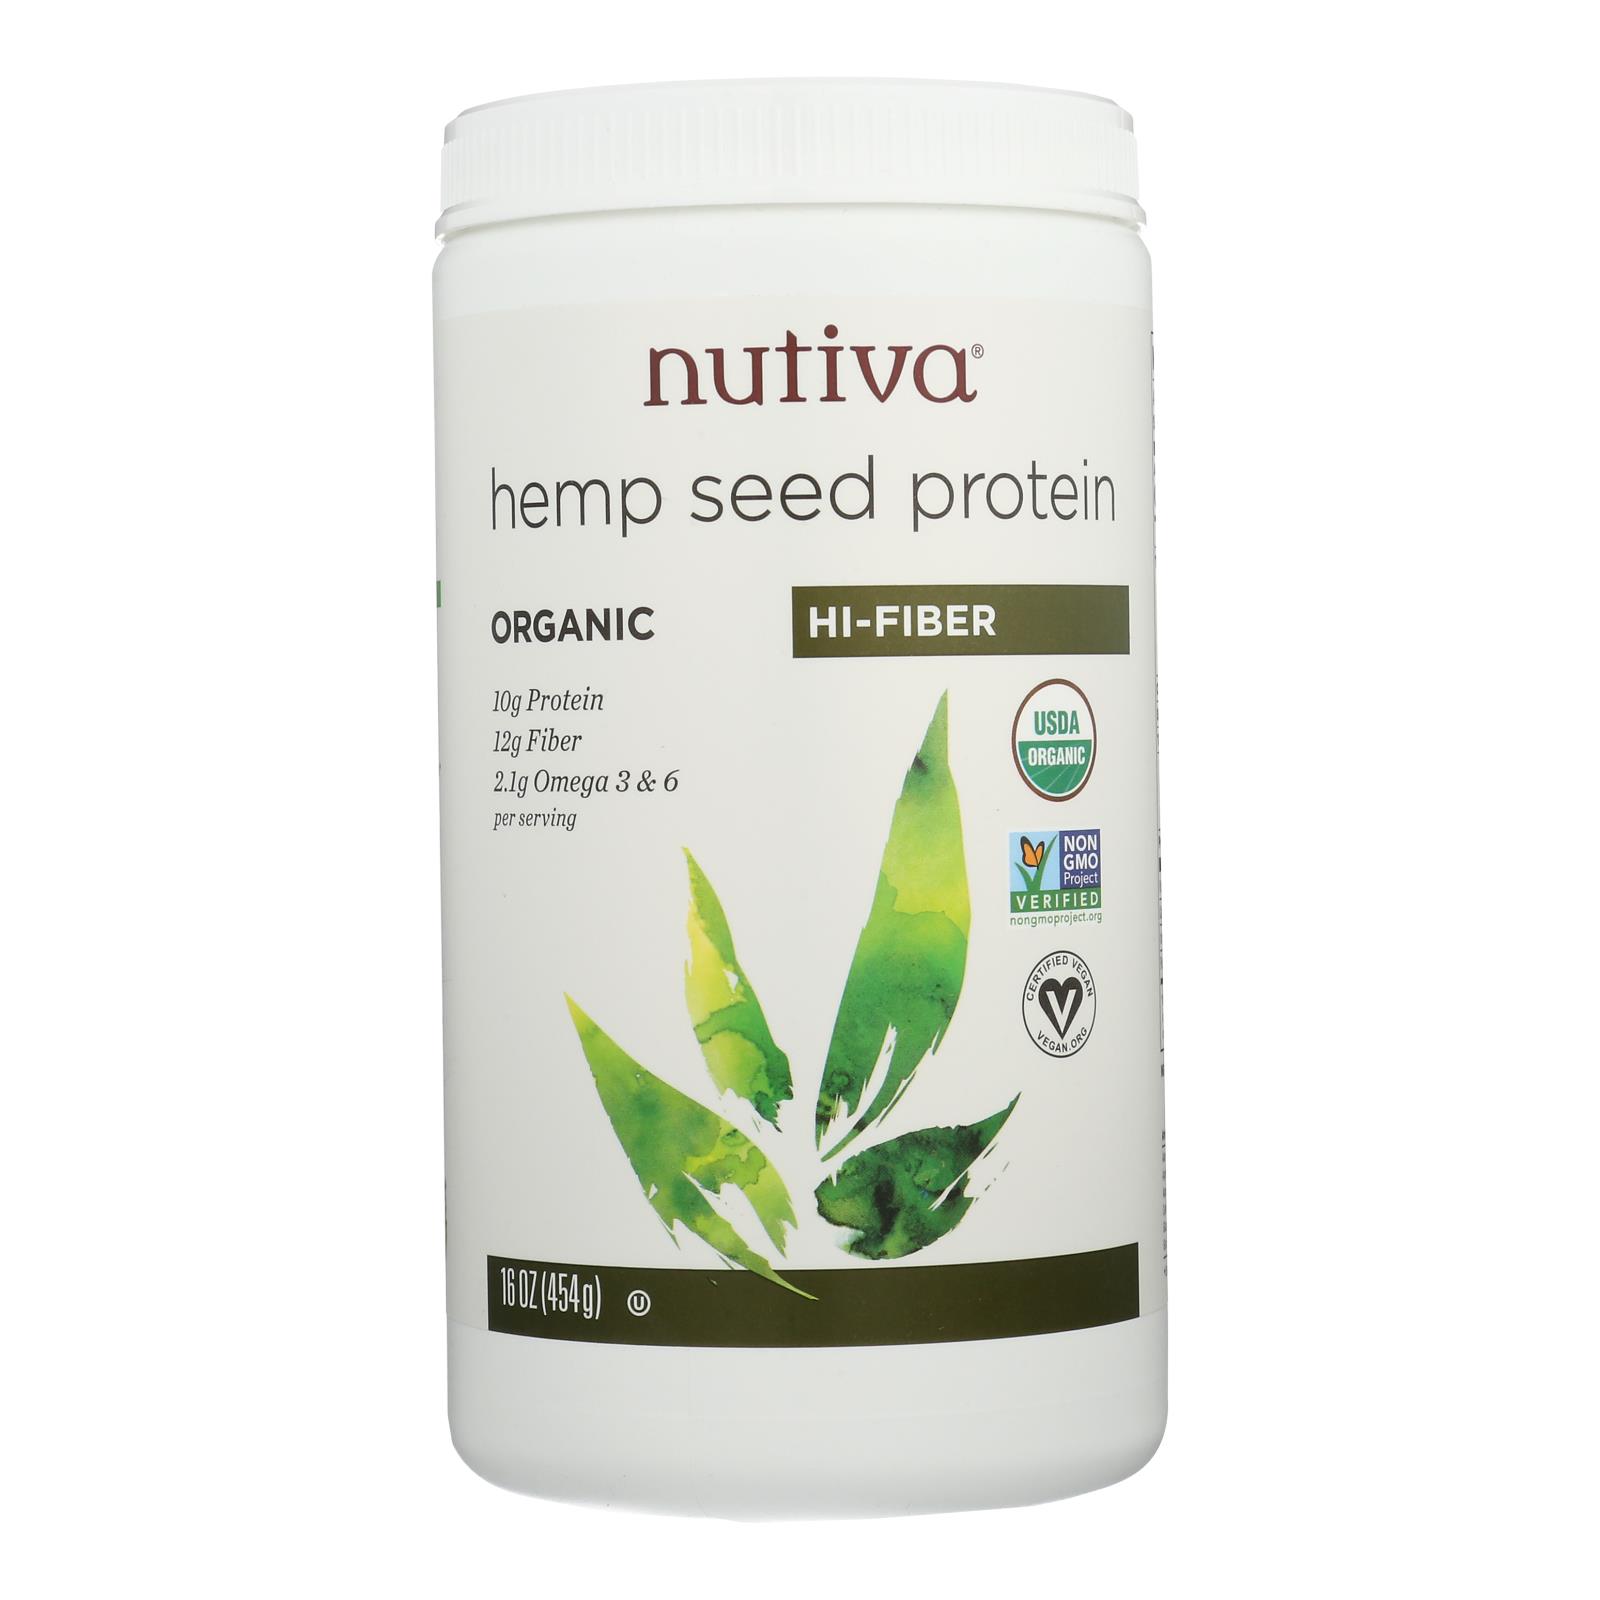 nutiva®
hemp seed protein
ORGANIC
HI-FIBER
10g Protein
12g Fiber
2.1g Omega 3 & 6
per serving
USDA
ORGANIC
NON
GMO
Project
VERIFIED
nongmoproject.org
CERTIFIED VEGAN
V
VEGAN.ORG
16 OZ (454g)
U